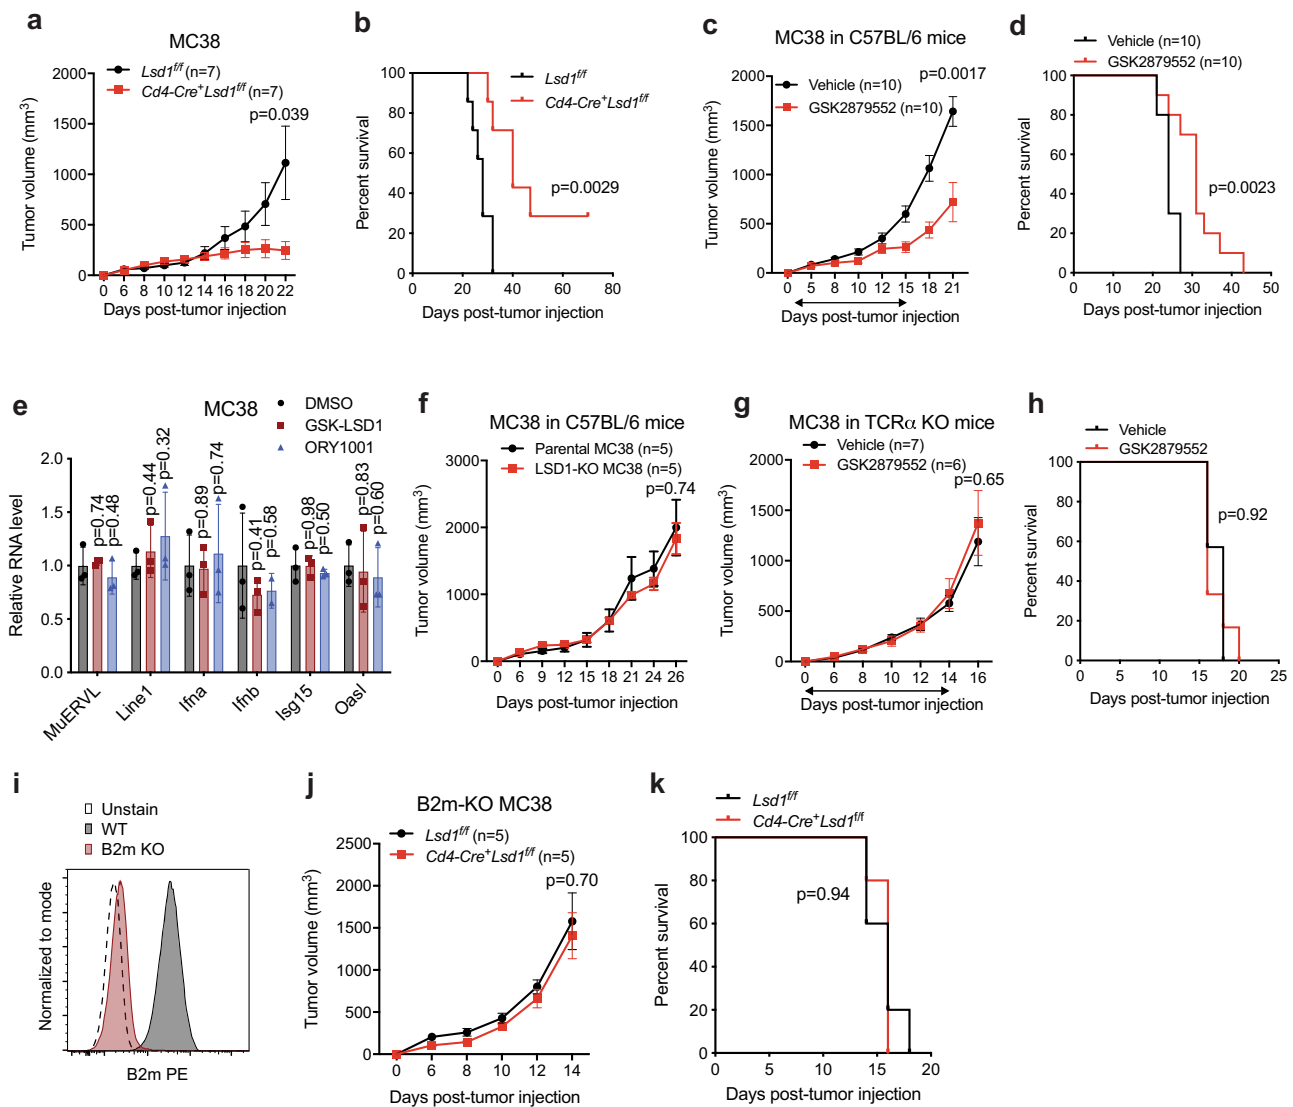 a
MC38
Lsd1f/f (n=7)
Cd4-Cre+Lsd1f/f (n=7)
p=0.039
Tumor volume (mm3)
2000
1500
1000
500
0
0 6 8 10 12 14 16 18 20 22
Days post-tumor injection
b
Lsd1f/f
Cd4-Cre+Lsd1f/f
p=0.0029
Percent survival
100
80
60
40
20
0
0 20 40 60 80
Days post-tumor injection
c
MC38 in C57BL/6 mice
p=0.0017
Vehicle (n=10)
GSK2879552 (n=10)
Tumor volume (mm3)
2000
1500
1000
500
0
0 5 8 10 12 15 18 21
Days post-tumor injection
d
Vehicle (n=10)
GSK2879552 (n=10)
p=0.0023
Percent survival
100
80
60
40
20
0
0 10 20 30 40 50
Days post-tumor injection
e
MC38
DMSO
GSK-LSD1
ORY1001
Relative RNA level
2.0
1.5
1.0
0.5
0.0
p=0.74
p=0.48
p=0.44
p=0.32
p=0.89
p=0.74
p=0.41
p=0.58
p=0.98
p=0.50
p=0.83
p=0.60
MuERVL
Line1
Ifna
Ifnb
Isg15
Oasl
f
MC38 in C57BL/6 mice
Parental MC38 (n=5)
LSD1-KO MC38 (n=5)
p=0.74
Tumor volume (mm3)
3000
2000
1000
0
0 6 9 12 15 18 21 24 26
Days post-tumor injection
g
MC38 in TCRα KO mice
Vehicle (n=7)
GSK2879552 (n=6)
p=0.65
Tumor volume (mm3)
2000
1500
1000
500
0
0 6 8 10 12 14 16
Days post-tumor injection
h
Vehicle
GSK2879552
p=0.92
Percent survival
100
80
60
40
20
0
0 5 10 15 20 25
Days post-tumor injection
i
Unstain
WT
B2m KO
Normalized to mode
B2m PE
j
B2m-KO MC38
Lsd1f/f (n=5)
Cd4-Cre+Lsd1f/f (n=5)
p=0.70
Tumor volume (mm3)
2500
2000
1500
1000
500
0
0 6 8 10 12 14
Days post-tumor injection
k
Lsd1f/f
Cd4-Cre+Lsd1f/f
p=0.94
Percent survival
100
80
60
40
20
0
0 5 10 15 20
Days post-tumor injection